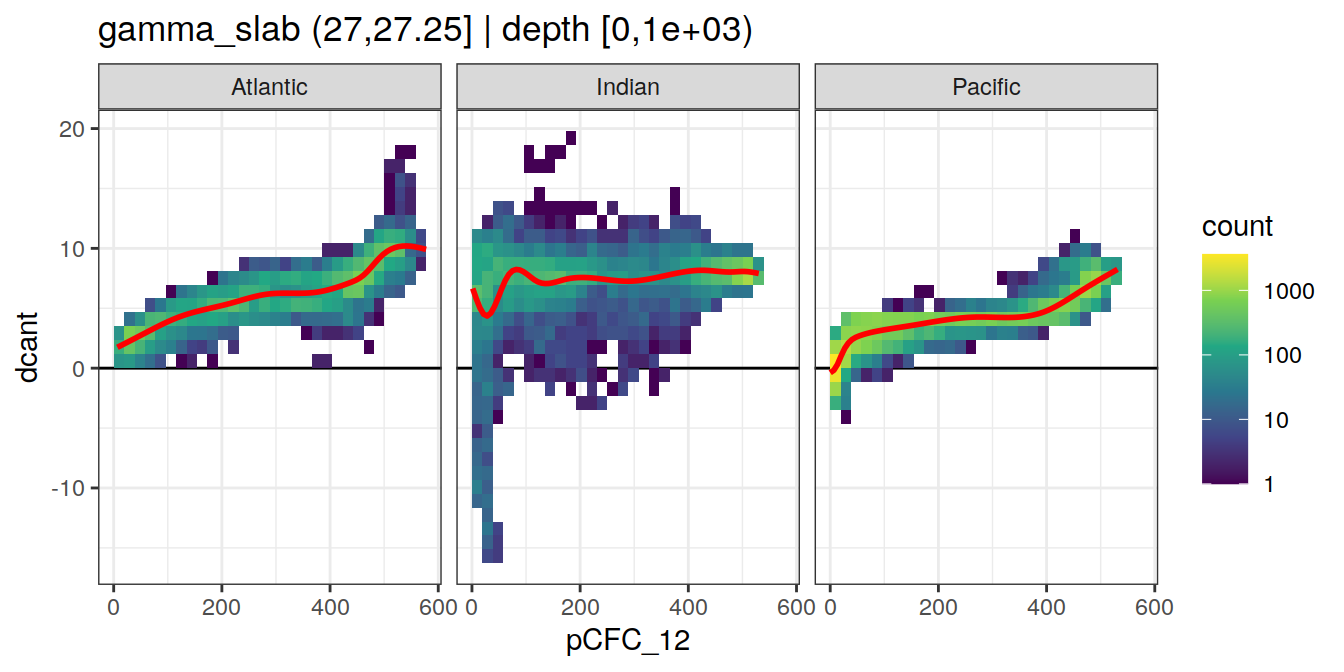 gamma_slab (27,27.25] | depth [0,1e+03)
Atlantic Indian Pacific
dcant
20
10
0
-10
0 200 400 600 0 200 400 600 0 200 400 600
pCFC_12
count
1000
100
10
1